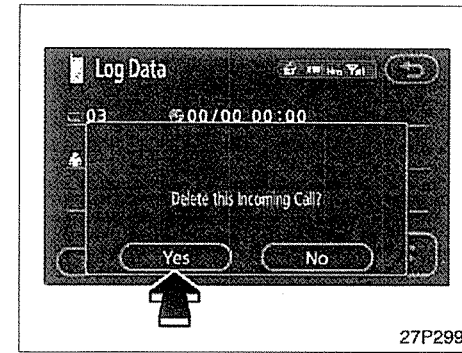 Log Data
03 00/00 00:00
Delete this Incoming Call?
Yes No
27P299